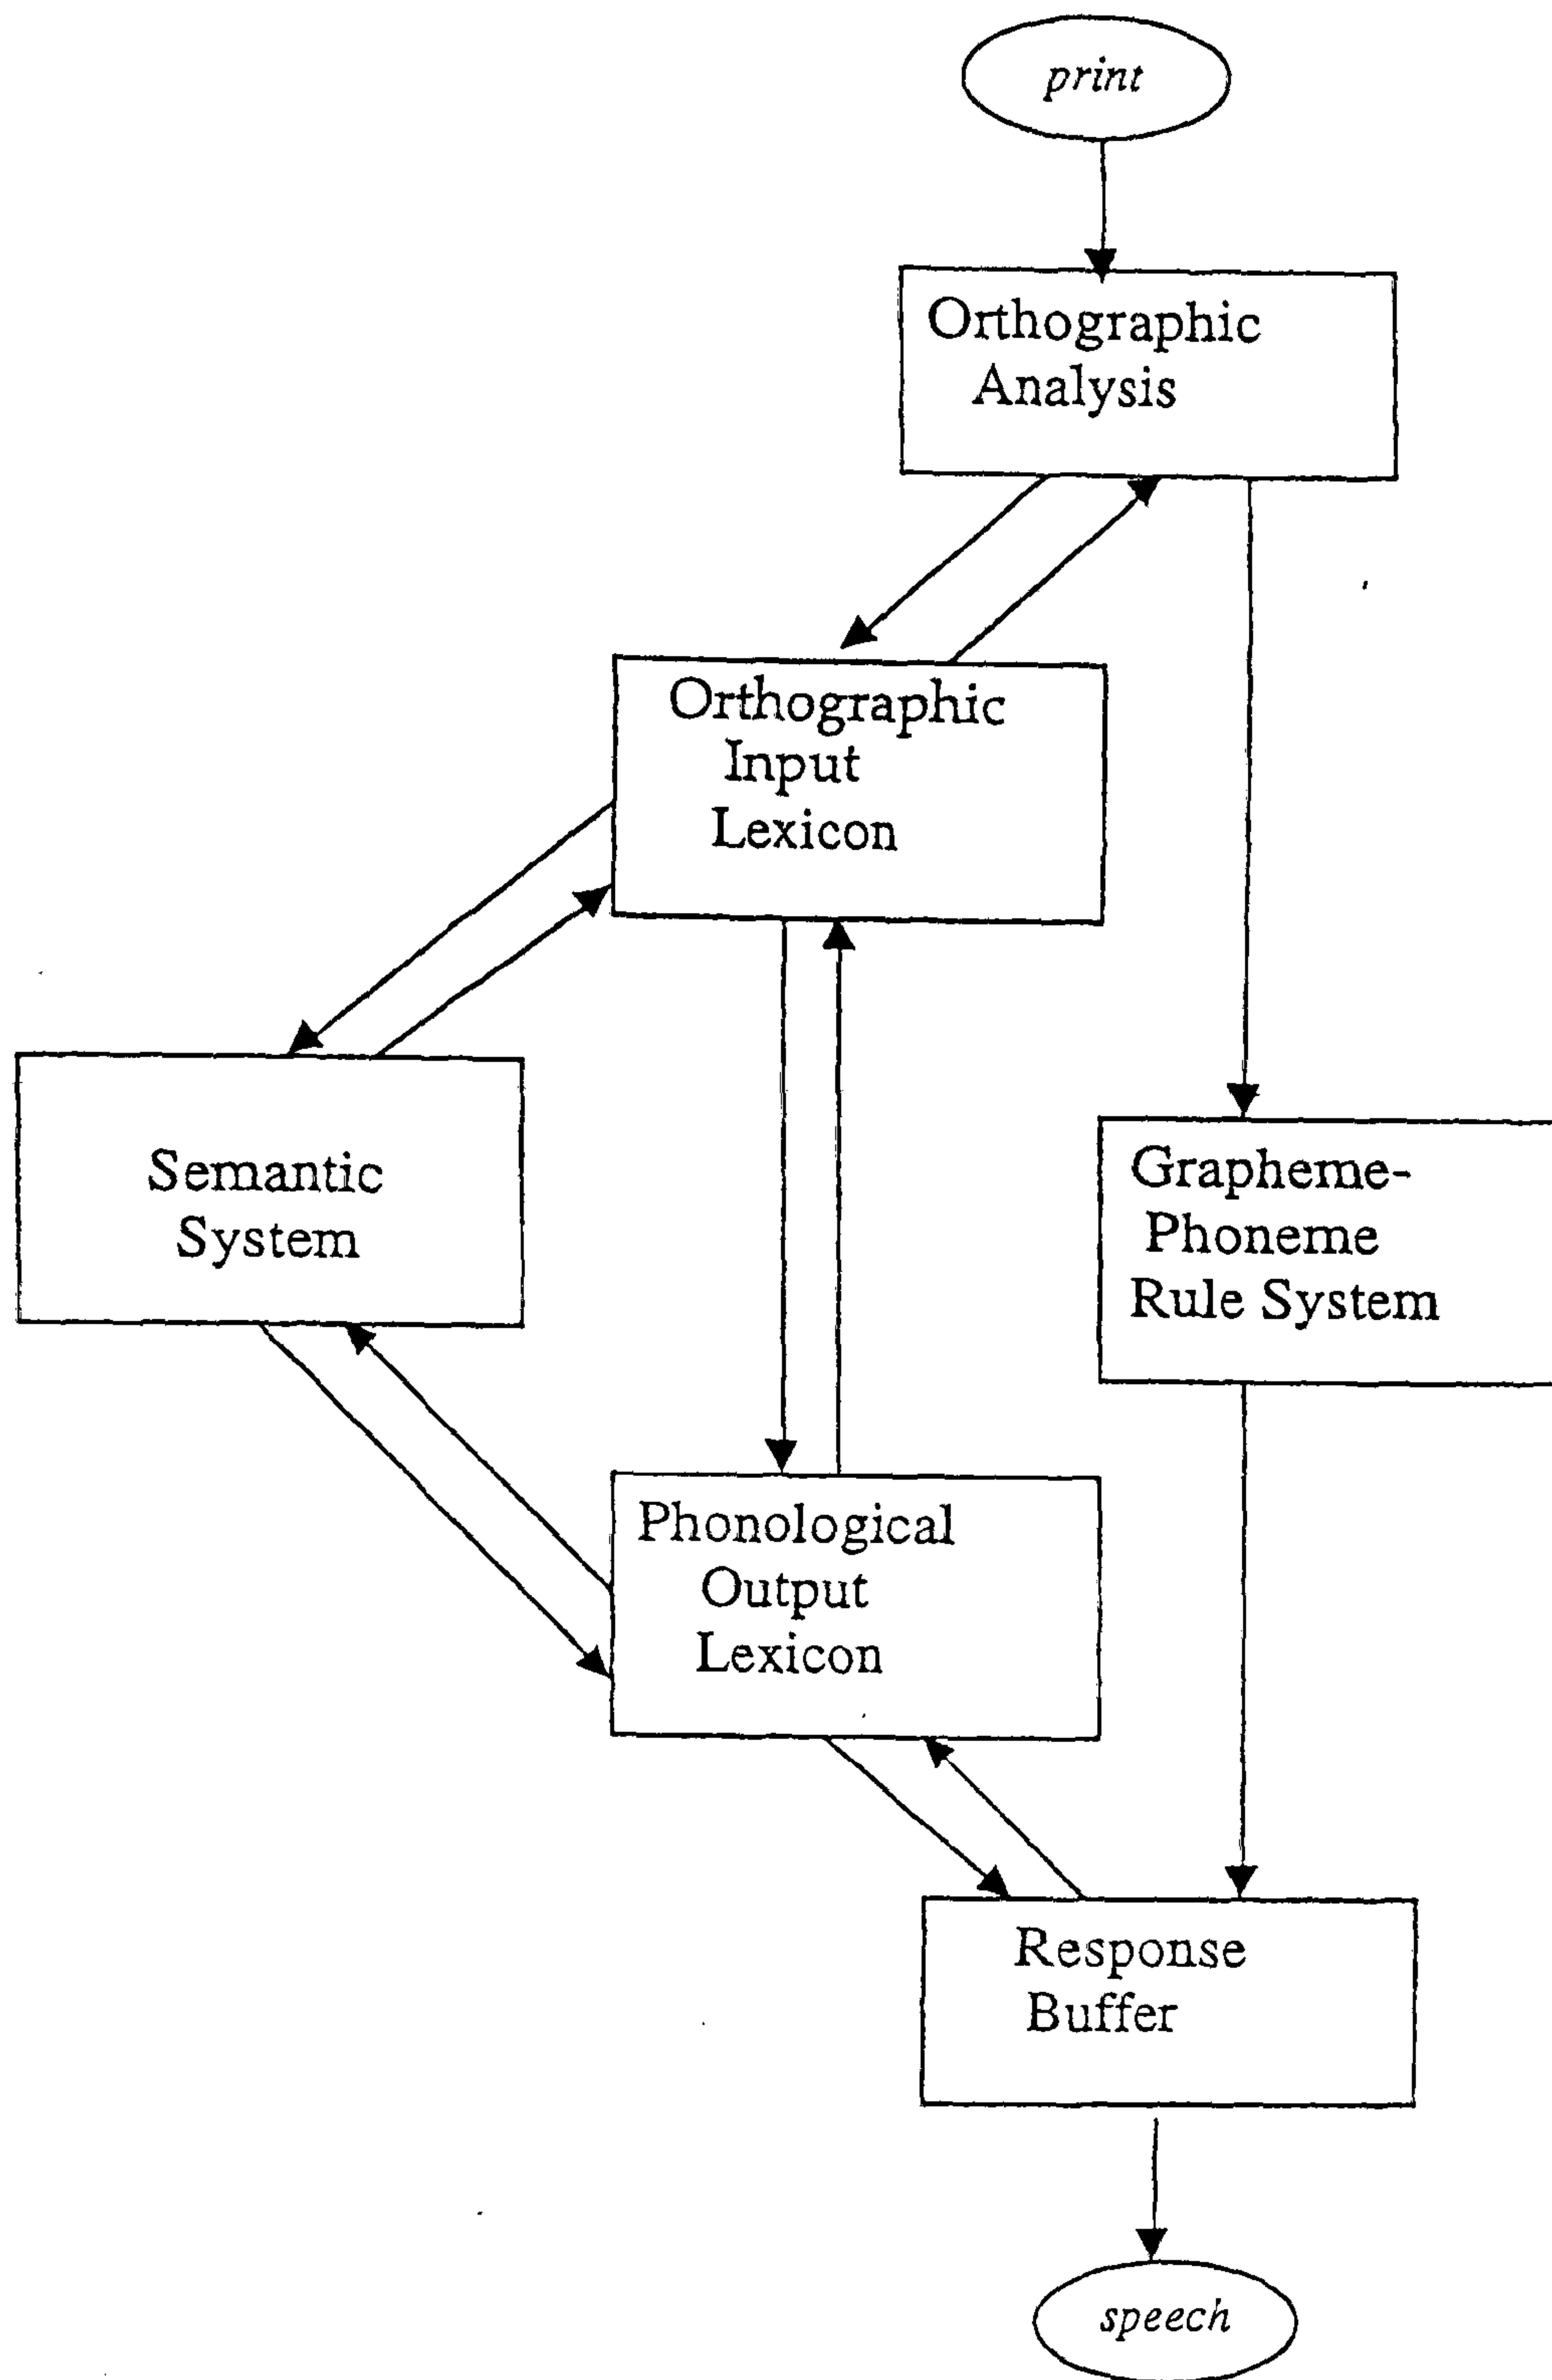 print
Orthographic
Analysis
Orthographic
Input
Lexicon
Semantic
System
Grapheme-
Phoneme
Rule System
Phonological
Output
Lexicon
Response
Buffer
speech